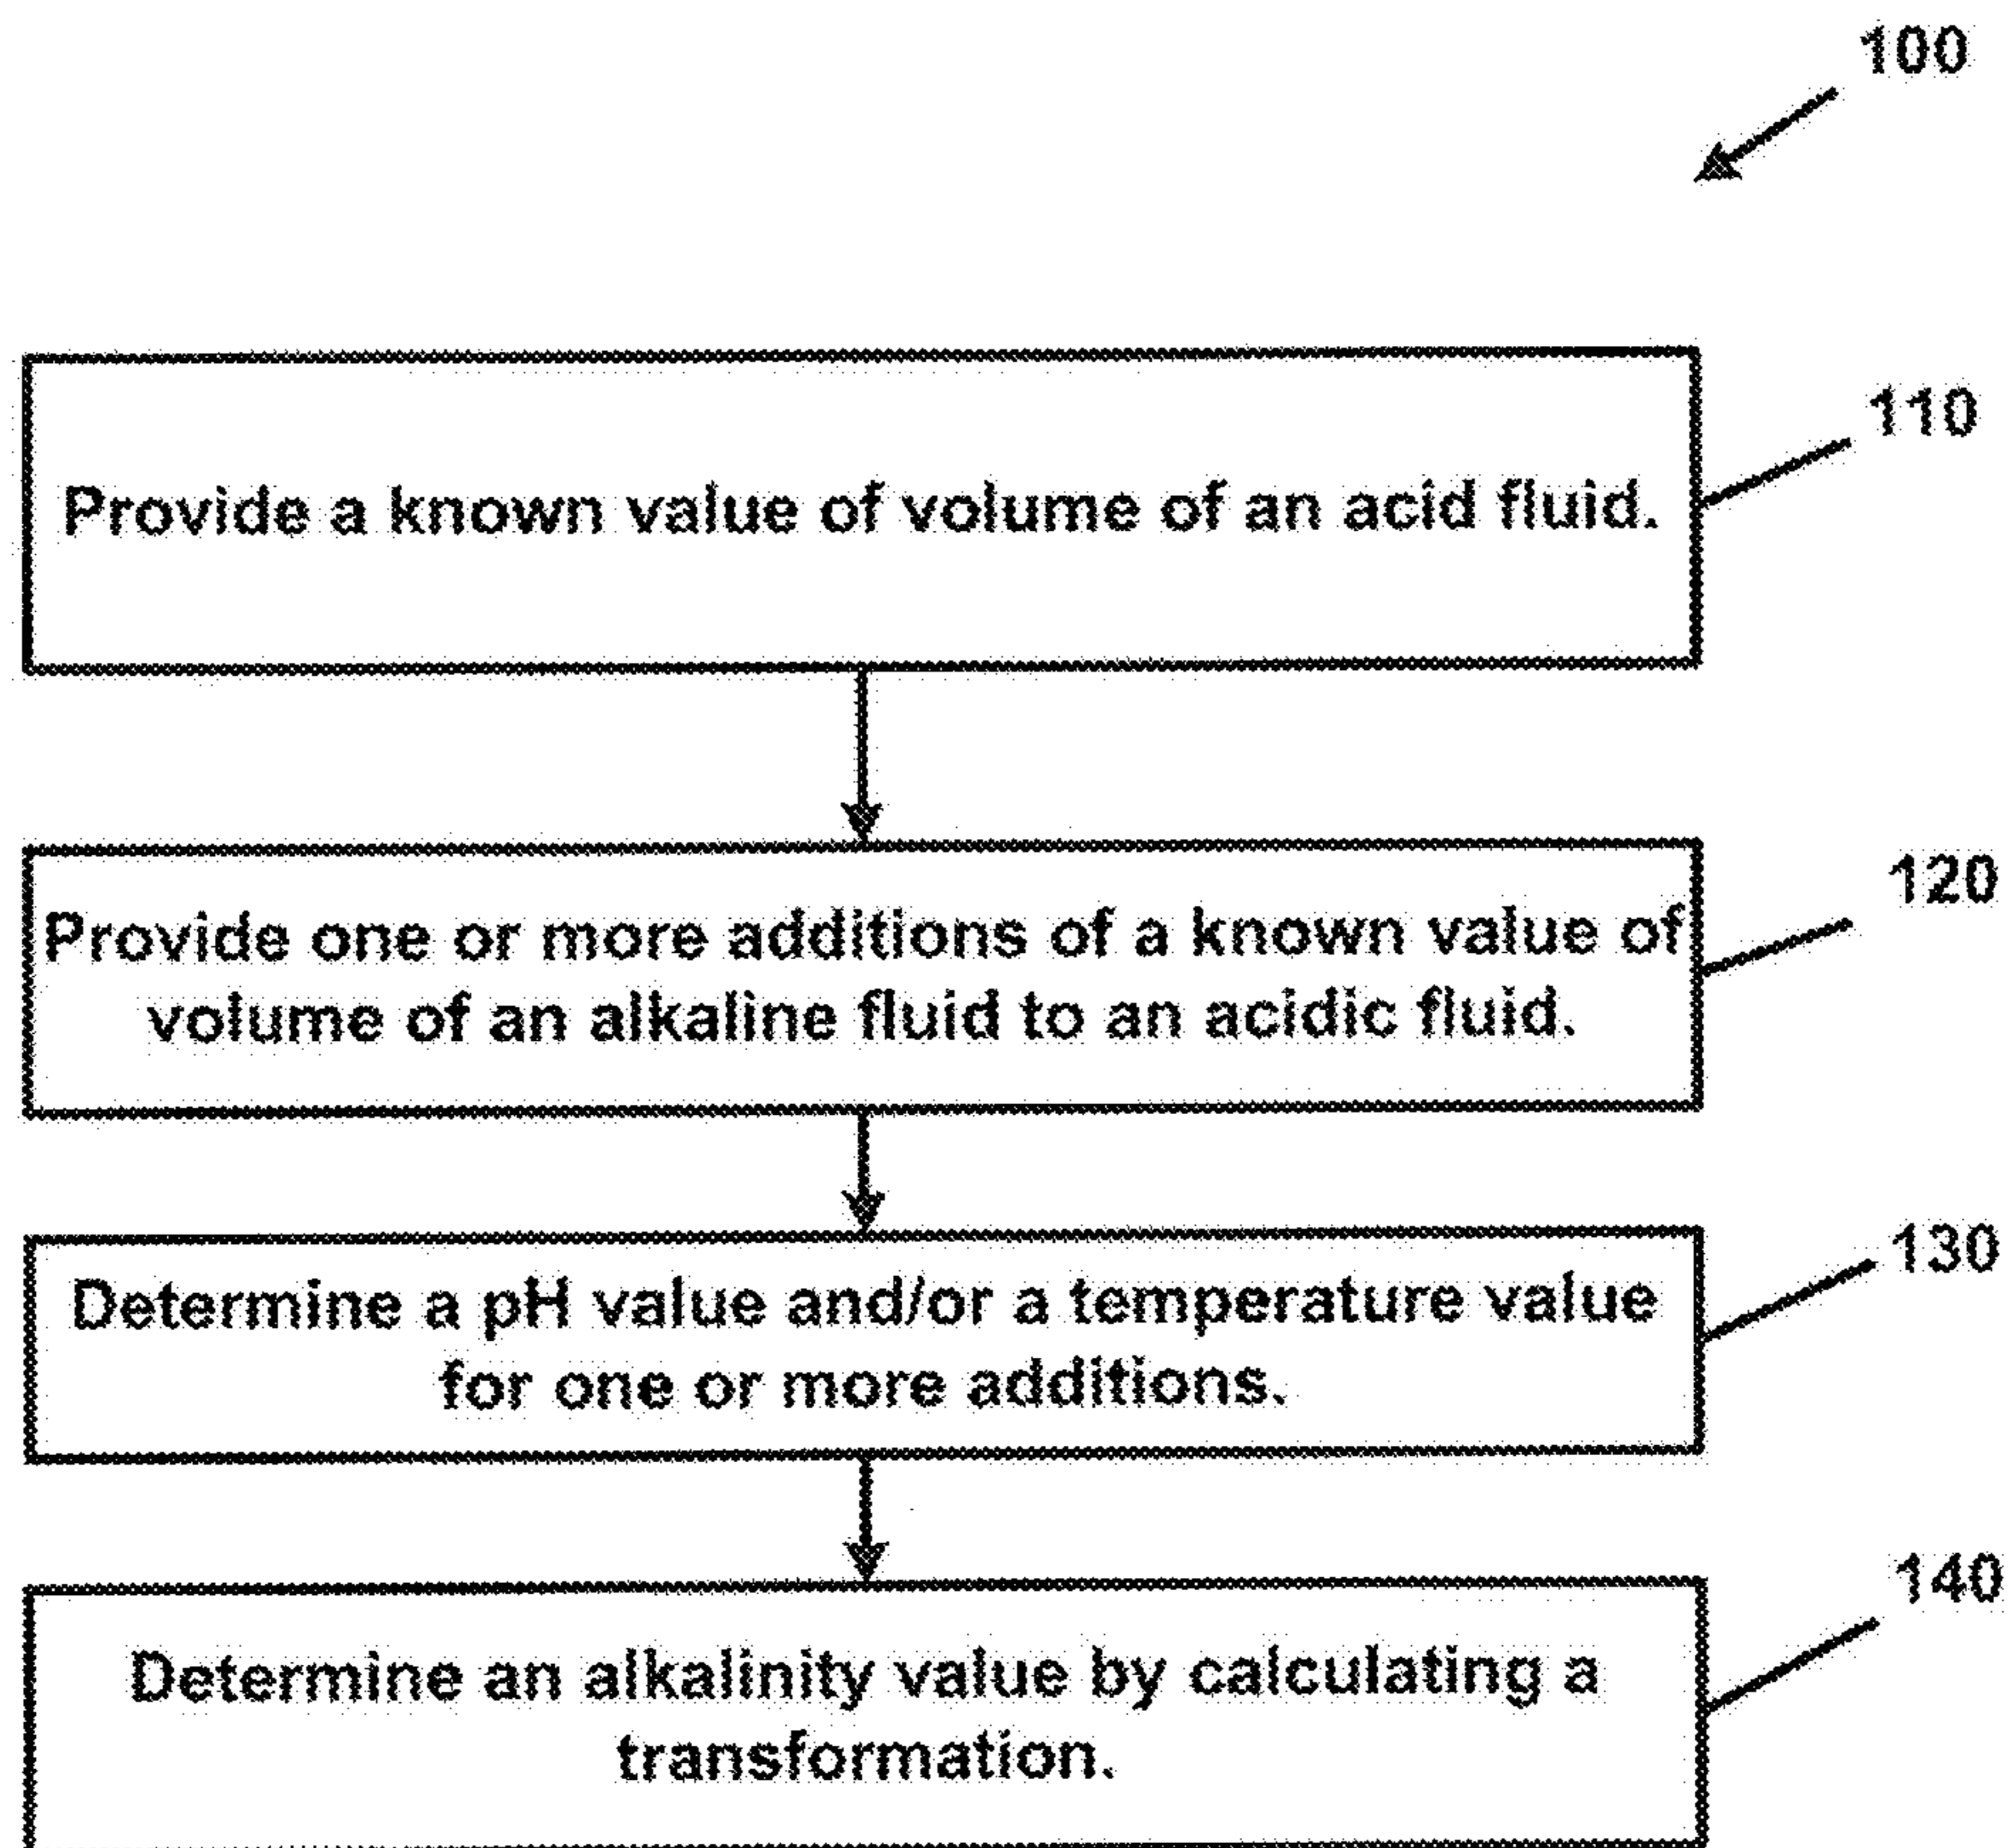 100
110
Provide a known value of volume of an acid fluid.
120
Provide one or more additions of a known value of
volume of an alkaline fluid to an acidic fluid.
130
Determine a pH value and/or a temperature value
for one or more additions.
140
Determine an alkalinity value by calculating a
transformation.